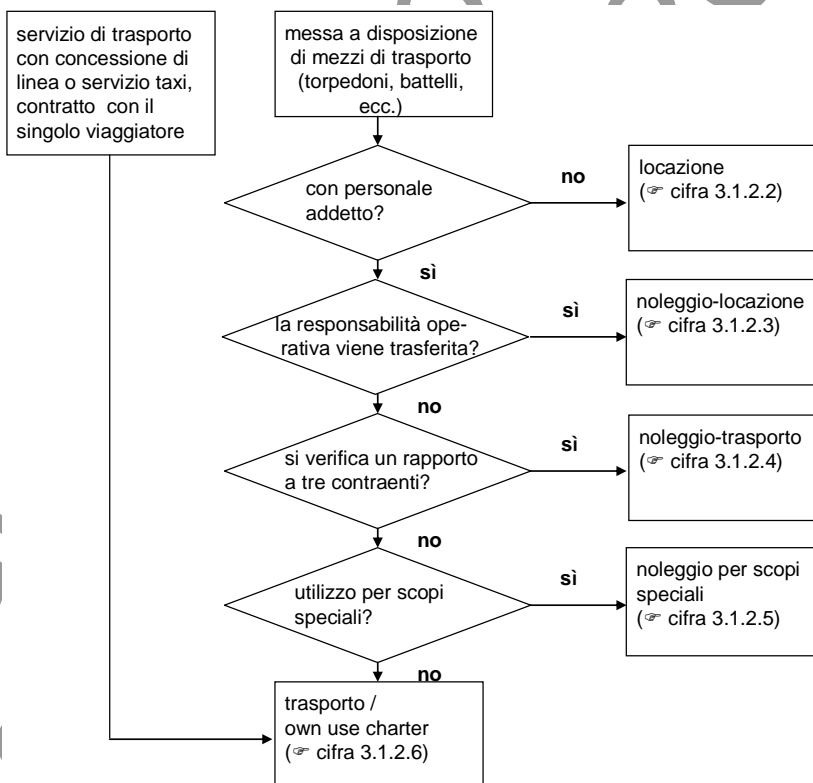 servizio di trasporto
con concessione di
linea o servizio taxi,
contratto con il
singolo viaggiatore
messa a disposizione
di mezzi di trasporto
(torpedoni, battelli,
ecc.)
con personale
addetto?
no
locazione
(☞ cifra 3.1.2.2)
sì
la responsabilità ope-
rativa viene trasferita?
sì
noleggio-locazione
(☞ cifra 3.1.2.3)
no
si verifica un rapporto
a tre contraenti?
sì
noleggio-trasporto
(☞ cifra 3.1.2.4)
no
utilizzo per scopi
speciali?
sì
noleggio per scopi
speciali
(☞ cifra 3.1.2.5)
no
trasporto /
own use charter
(☞ cifra 3.1.2.6)